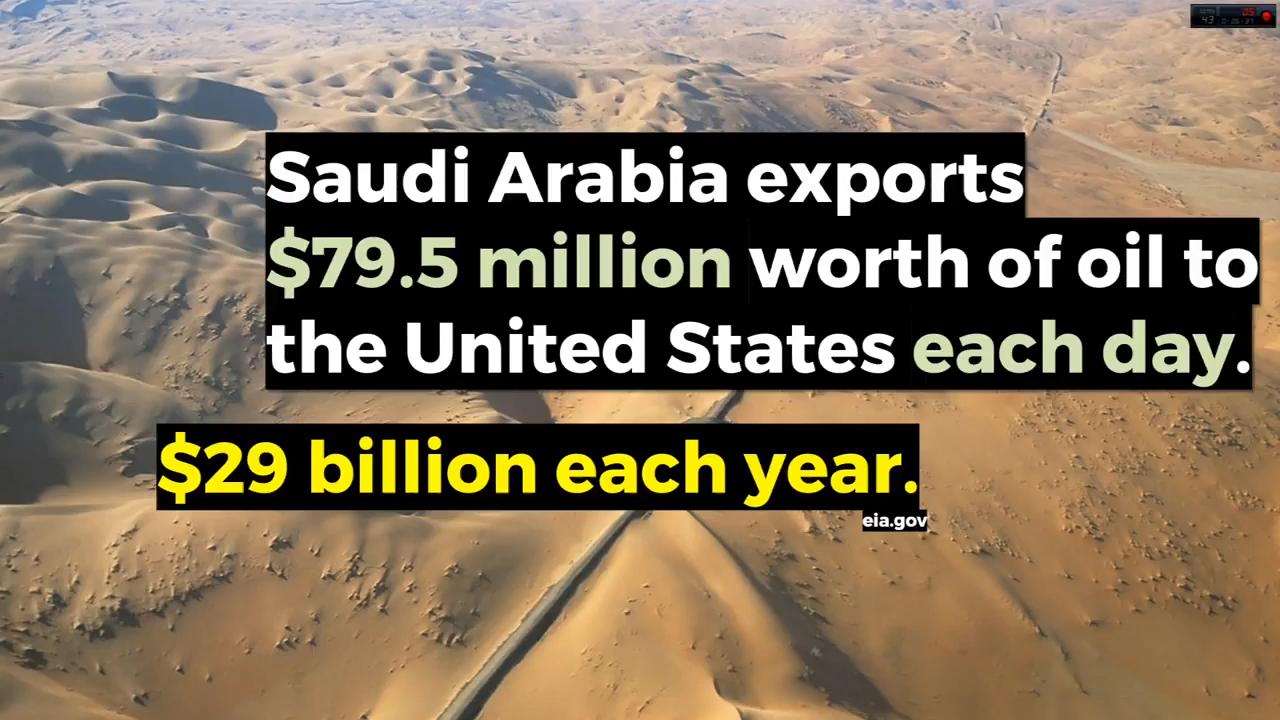 Saudi Arabia exports
$79.5 million worth of oil to
the United States each day.
$29 billion each year.
eia.gov